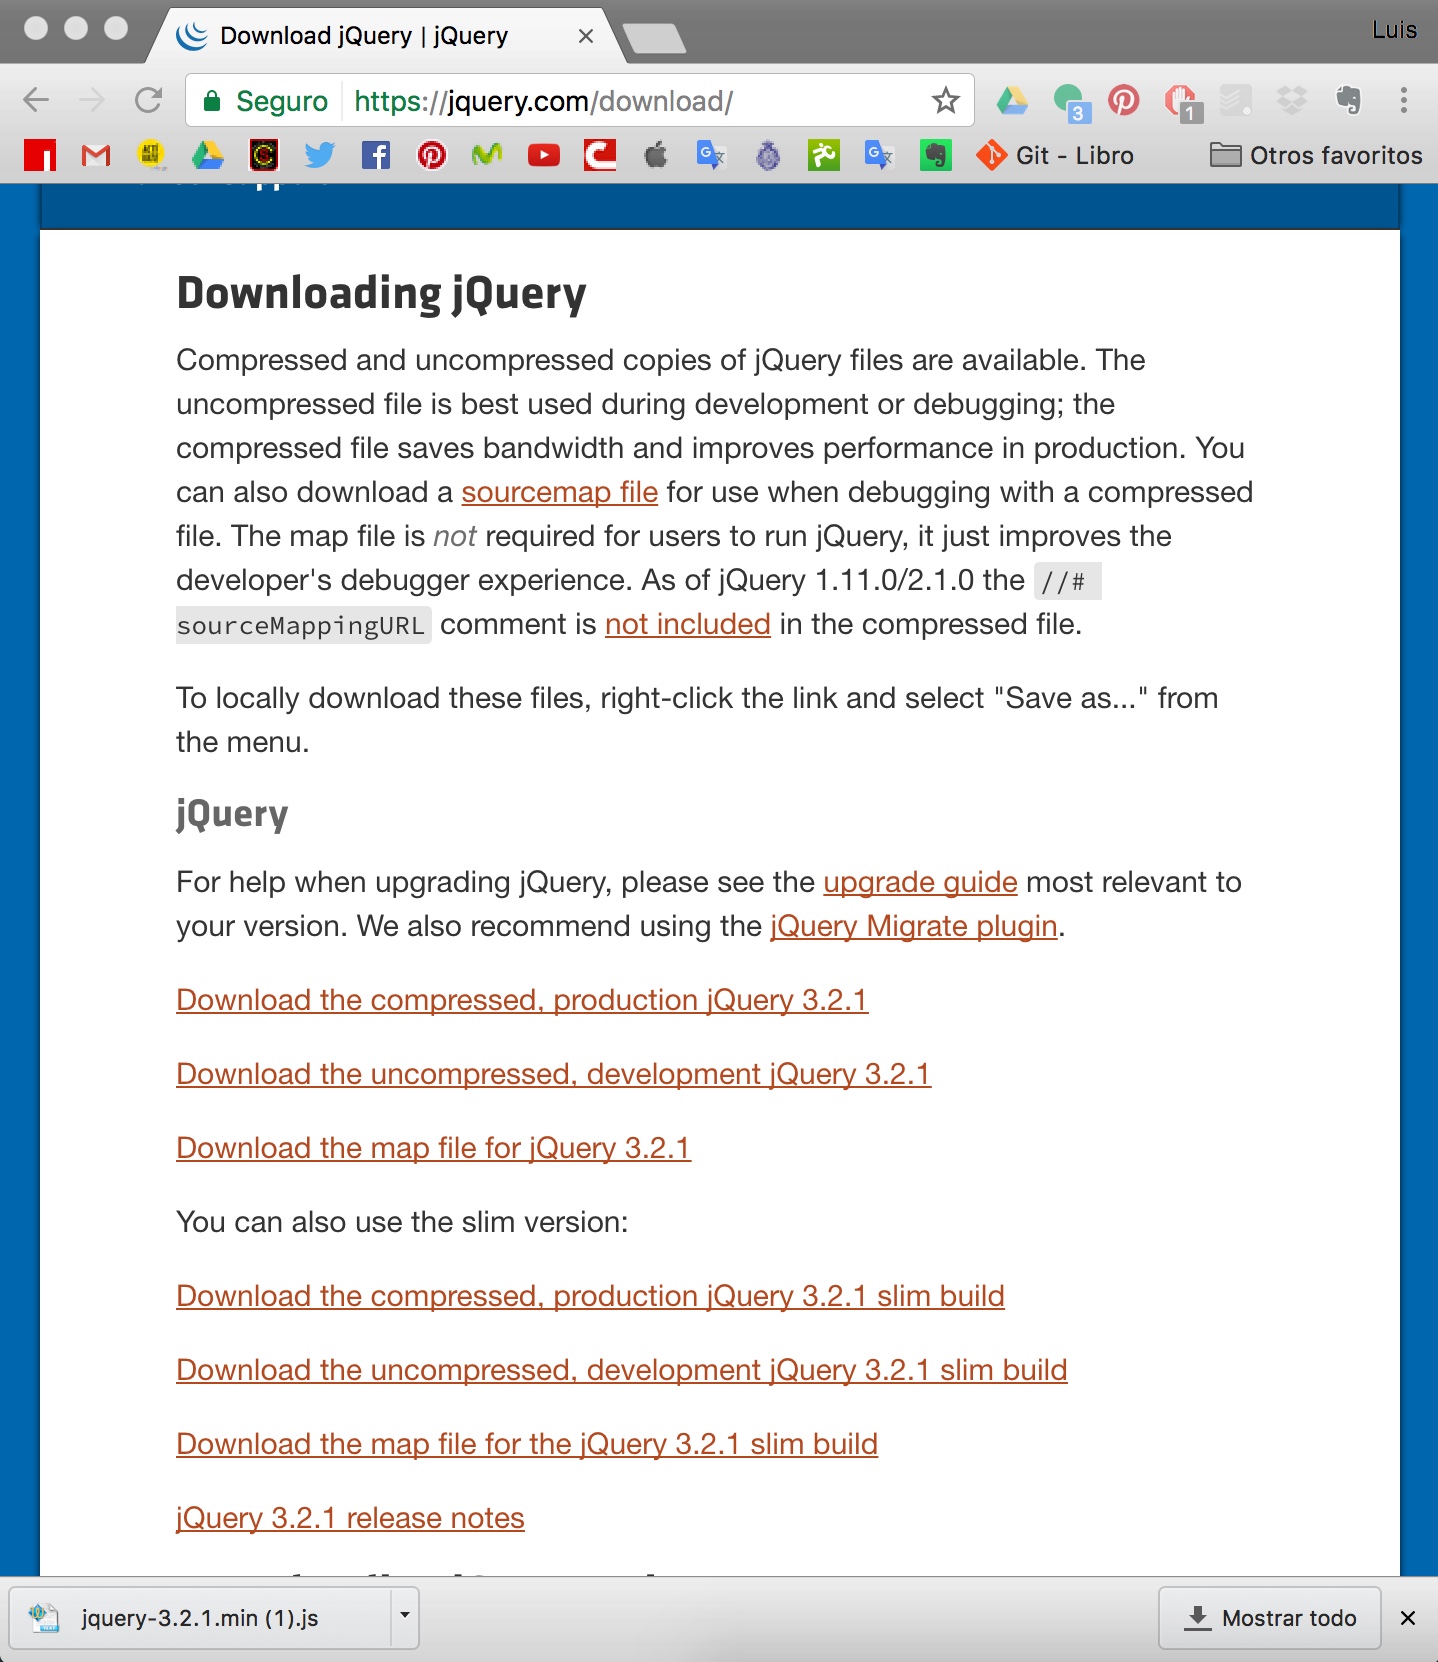 Download jQuery | jQuery
Luis
Seguro https://jquery.com/download/
3
1
Git - Libro
Otros favoritos
Downloading jQuery
Compressed and uncompressed copies of jQuery files are available. The
uncompressed file is best used during development or debugging; the
compressed file saves bandwidth and improves performance in production. You
can also download a sourcemap file for use when debugging with a compressed
file. The map file is not required for users to run jQuery, it just improves the
developer's debugger experience. As of jQuery 1.11.0/2.1.0 the //#
sourceMappingURL comment is not included in the compressed file.
To locally download these files, right-click the link and select "Save as..." from
the menu.
jQuery
For help when upgrading jQuery, please see the upgrade guide most relevant to
your version. We also recommend using the jQuery Migrate plugin.
Download the compressed, production jQuery 3.2.1
Download the uncompressed, development jQuery 3.2.1
Download the map file for jQuery 3.2.1
You can also use the slim version:
Download the compressed, production jQuery 3.2.1 slim build
Download the uncompressed, development jQuery 3.2.1 slim build
Download the map file for the jQuery 3.2.1 slim build
jQuery 3.2.1 release notes
jquery-3.2.1.min (1).js
Mostrar todo